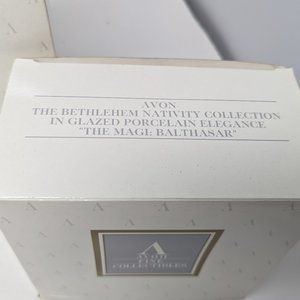 AVON
THE BETHLEHEM NATIVITY COLLECTION
IN GLAZED PORCELAIN ELEGANCE
"THE MAGI: BALTHASAR"
A
AVON
FINE
COLLECTIBLES